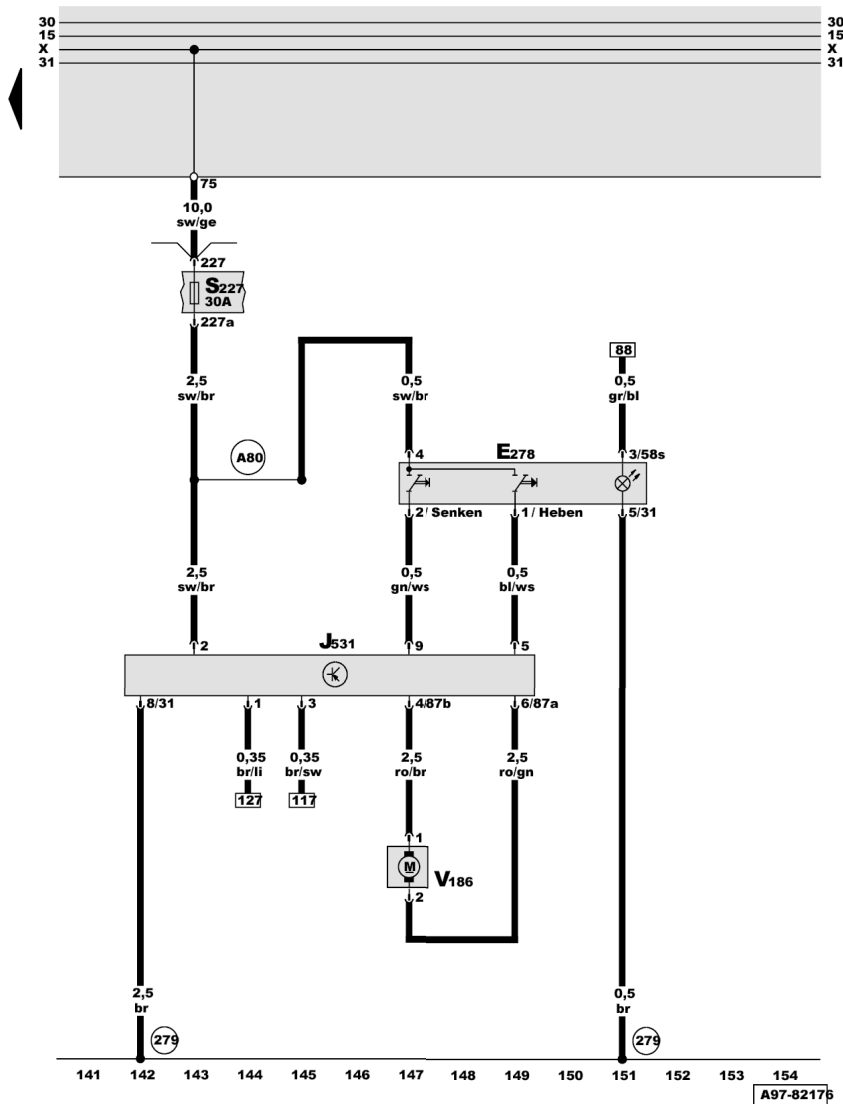 30 30
15 15
X X
31 31
75
10,0
sw/ge
227
S227
30A
227a
88
2,5
sw/br
0,5
sw/br
0,5
gr/bl
A80
4
E278
3/58s
2/ Senken
1/ Heben
5/31
2,5
sw/br
0,5
gn/ws
0,5
bl/ws
2
J531
9
5
8/31
1
3
4/87b
6/87a
0,35
br/li
0,35
br/sw
2,5
ro/br
2,5
ro/gn
127
117
1
M
V186
2
2,5
br
0,5
br
279
279
141 142 143 144 145 146 147 148 149 150 151 152 153 154
A97-82176